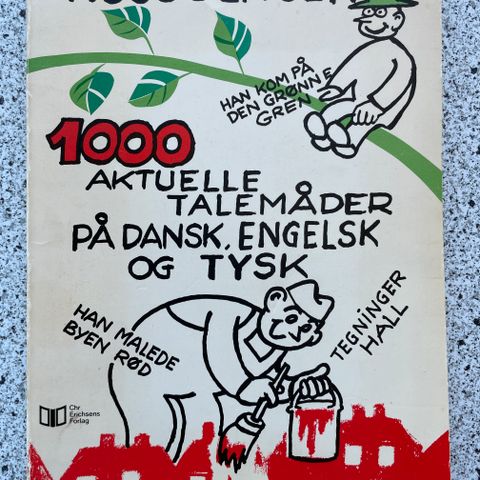 HAN KOM PÅ
DEN GRØNNE
GREN
1000
AKTUELLE
TALEMÅDER
PÅ DANSK, ENGELSK
OG TYSK
HAN MALEDE
BYEN RØD
TEGNINGER
HALL
Chr.
Erichsens
Forlag